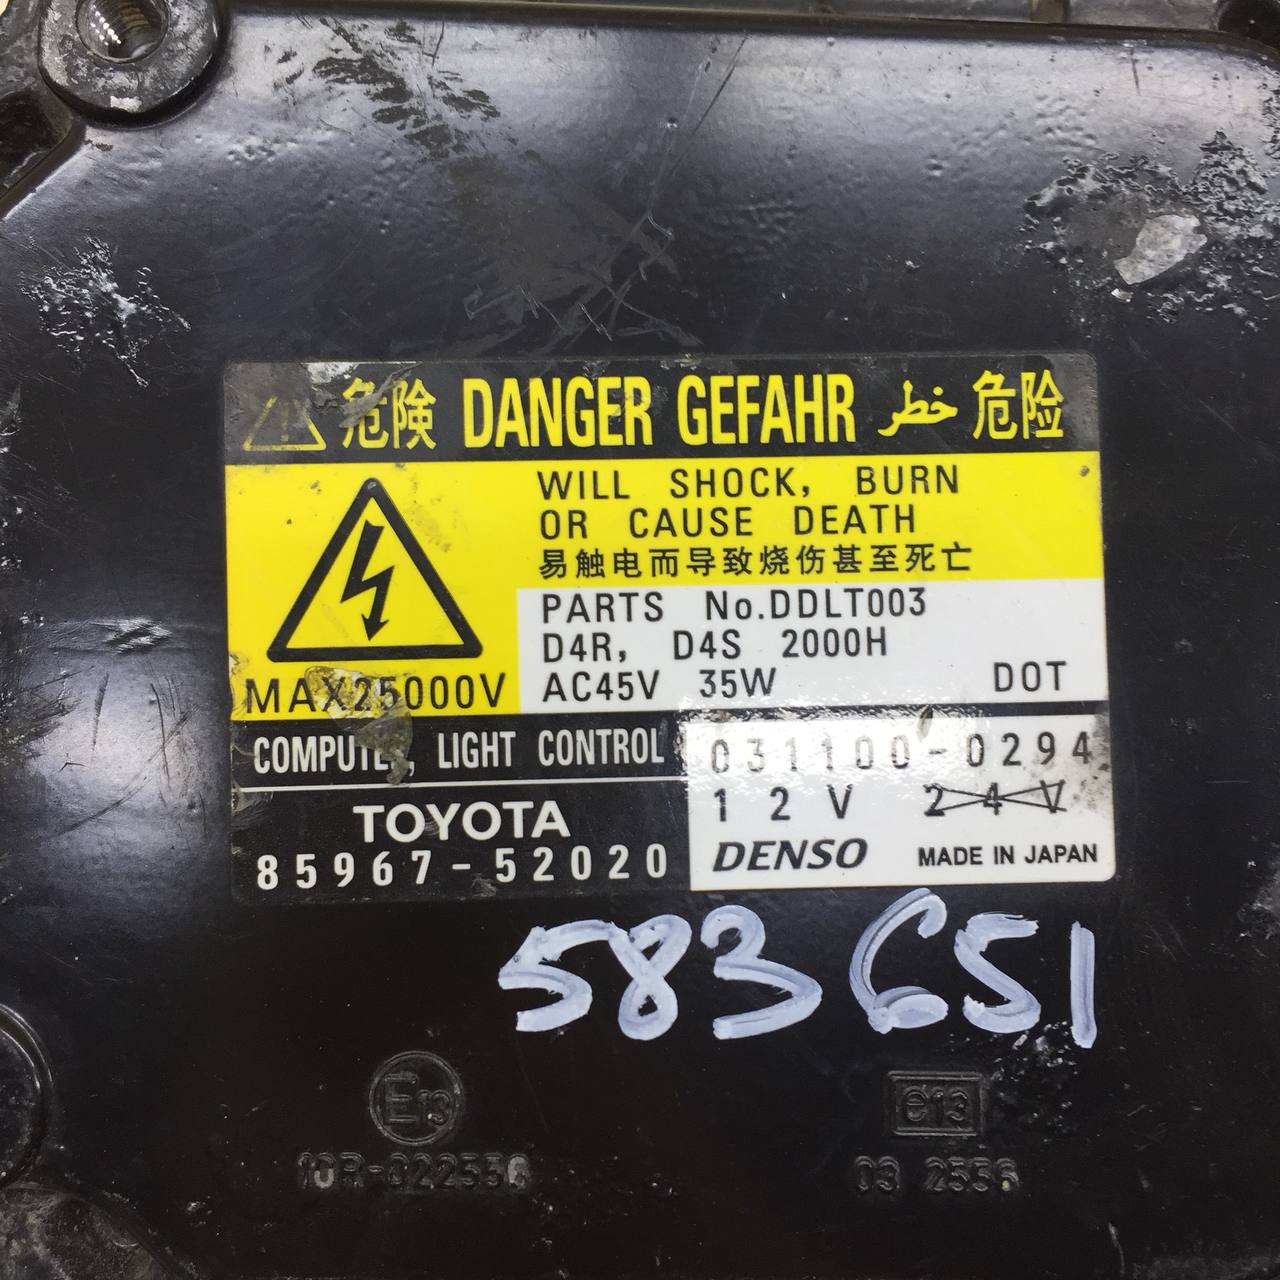 危険 DANGER GEFAHR خطر 危险
WILL SHOCK, BURN
OR CAUSE DEATH
易触电而导致烧伤甚至死亡
MAX25000V
PARTS No.DDLT003
D4R, D4S 2000H
AC45V 35W DOT
COMPUTE, LIGHT CONTROL
031100-0294
12V 24V
TOYOTA
85967-52020
DENSO MADE IN JAPAN
583651
E13
10R-022556
e13
03 2556